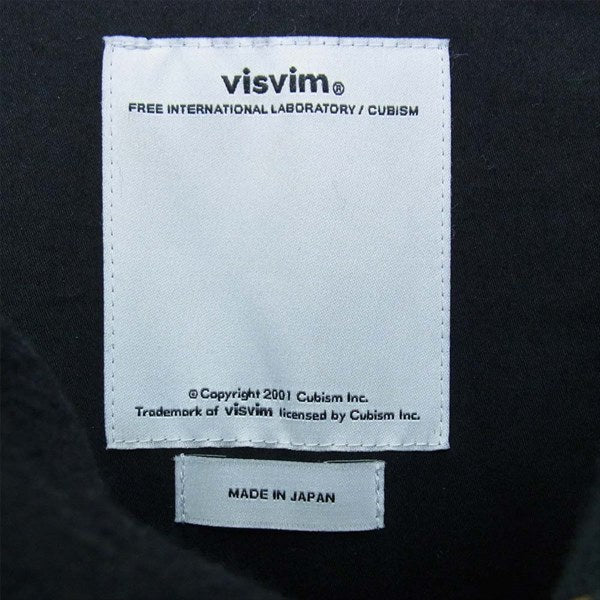 visvim®
FREE INTERNATIONAL LABORATORY / CUBISM
© Copyright 2001 Cubism Inc.
Trademark of visvim licensed by Cubism Inc.
MADE IN JAPAN